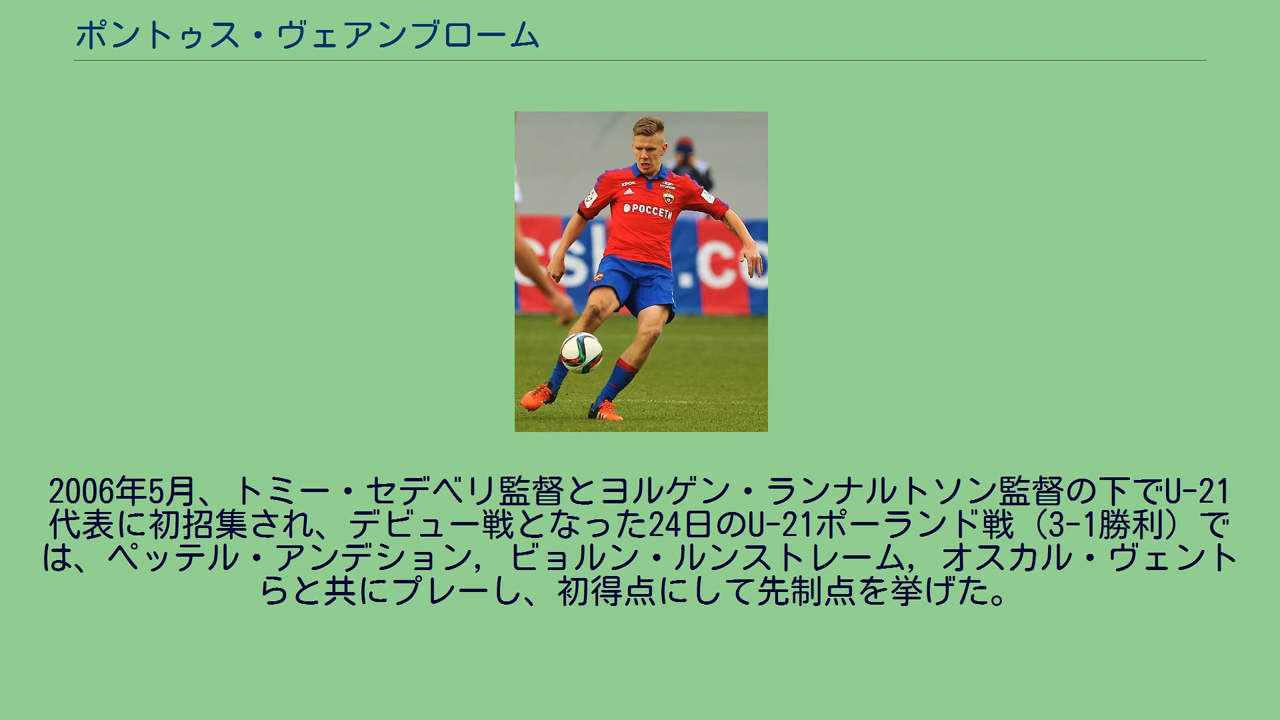 ポントゥス・ヴェアンブローム
РОССЕТИ
.co
2006年5月、トミー・セデベリ監督とヨルゲン・ランナルトソン監督の下でU-21
代表に初招集され、デビュー戦となった24日のU-21ポーランド戦（3-1勝利）で
は、ペッテル・アンデション，ビョルン・ルンストレーム，オスカル・ヴェント
らと共にプレーし、初得点にして先制点を挙げた。